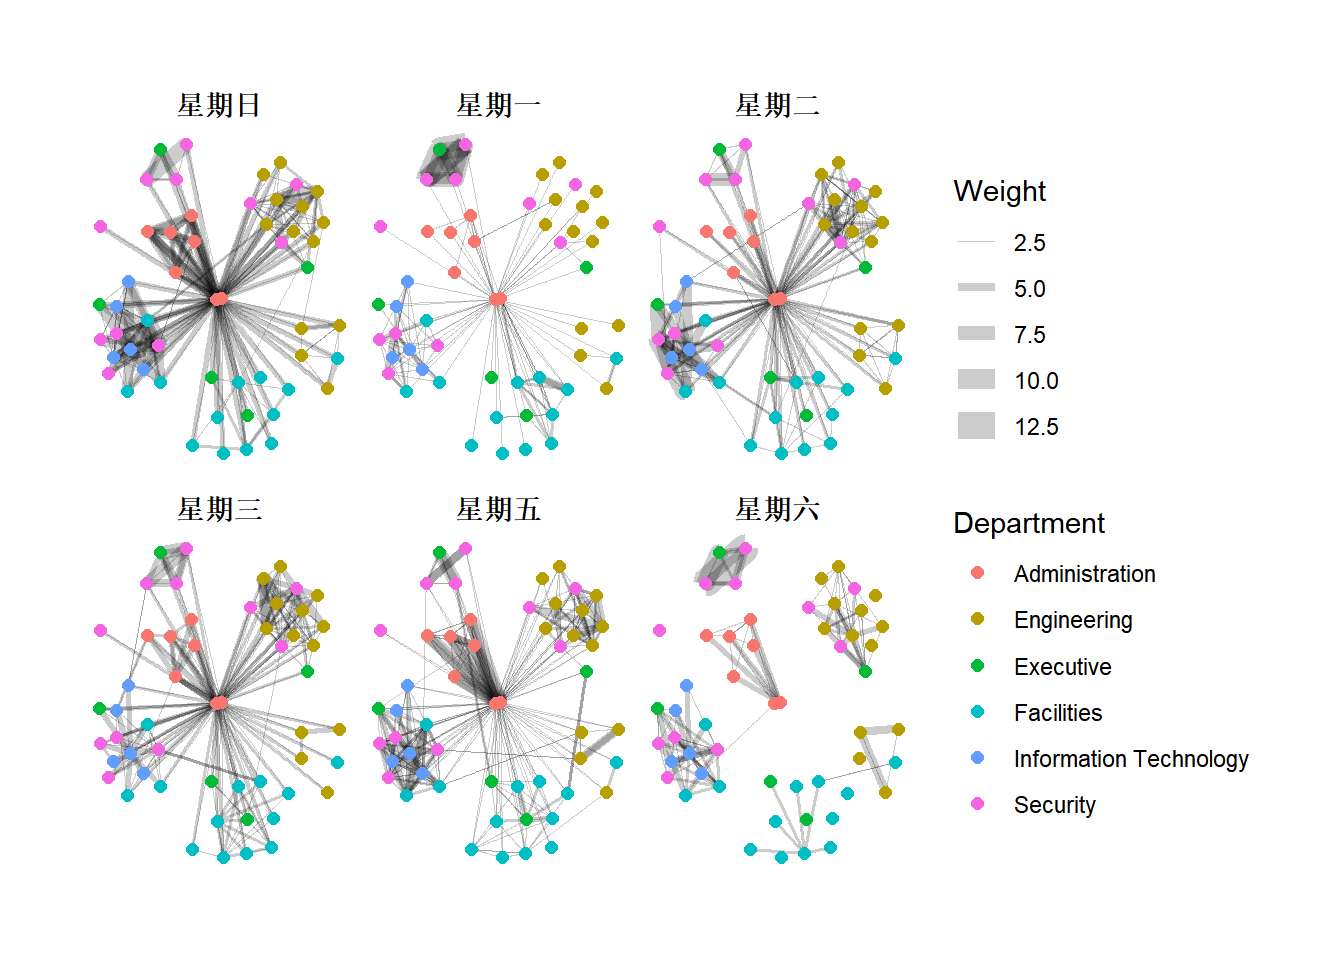 星期日
星期一
星期二
星期三
星期五
星期六
Weight
2.5
5.0
7.5
10.0
12.5
Department
Administration
Engineering
Executive
Facilities
Information Technology
Security